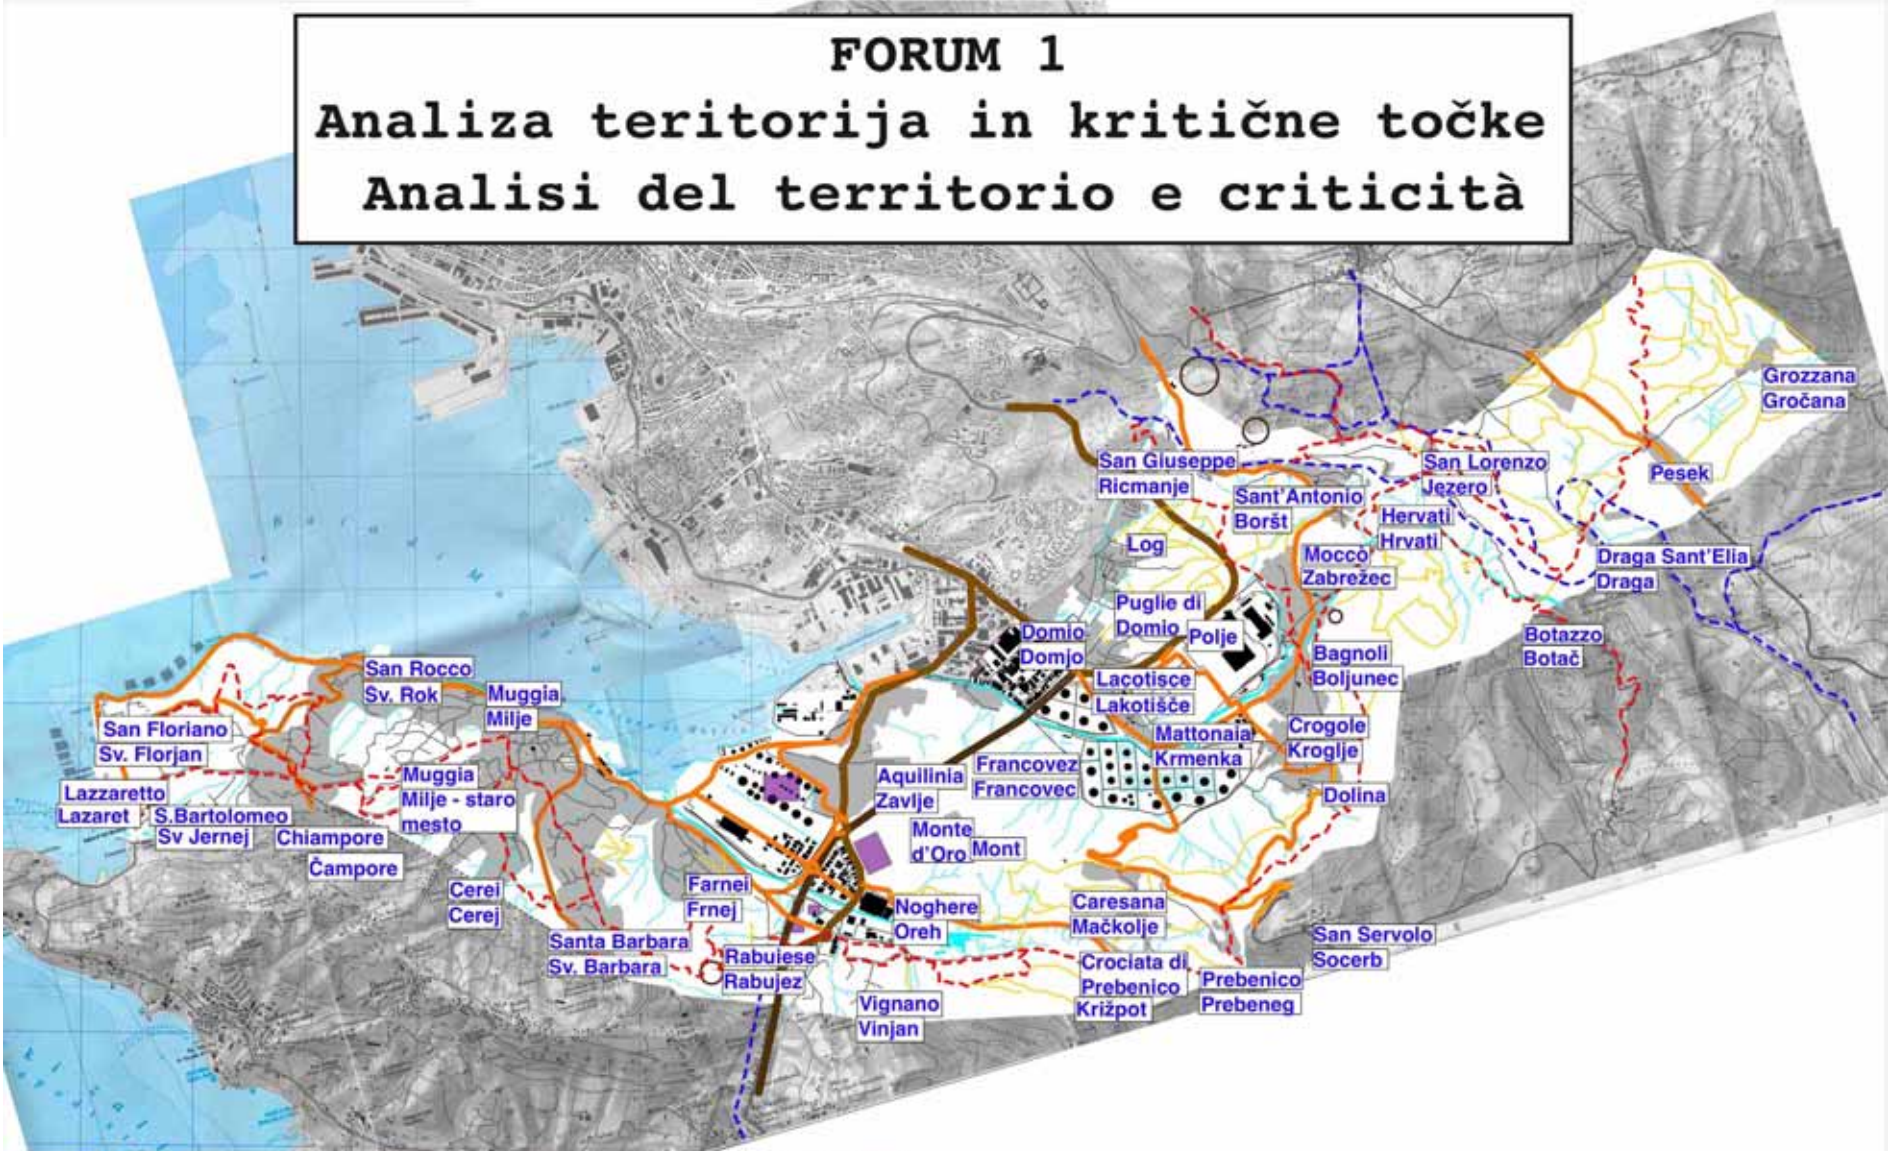 FORUM 1
Analiza teritorija in kritične točke
Analisi del territorio e criticità
Grozzana
Gročana
San Giuseppe
Ricmanje
San Lorenzo
Jezero
Pesek
Sant'Antonio
Boršt
Hervati
Hrvati
Log
Moccò
Zabrežec
Draga Sant'Elia
Draga
Puglie di
Domio
Polje
Domio
Domjo
Botazzo
Botač
Bagnoli
Boljunec
San Rocco
Sv. Rok
Muggia
Milje
Lacotisce
Lakotišče
San Floriano
Sv. Florjan
Crogole
Kroglje
Mattonaia
Krmenka
Francovez
Francovec
Aquilinia
Zavlje
Muggia
Milje - staro
mesto
Lazzaretto
Lazaret
S.Bartolomeo
Sv Jernej
Dolina
Chiampore
Čampore
Monte
d'Oro
Mont
Cerei
Cerej
Farnei
Frnej
Noghere
Oreh
Caresana
Mačkolje
Santa Barbara
Sv. Barbara
San Servolo
Socerb
Rabuiese
Rabujez
Crociata di
Prebenico
Križpot
Prebenico
Prebeneg
Vignano
Vinjan